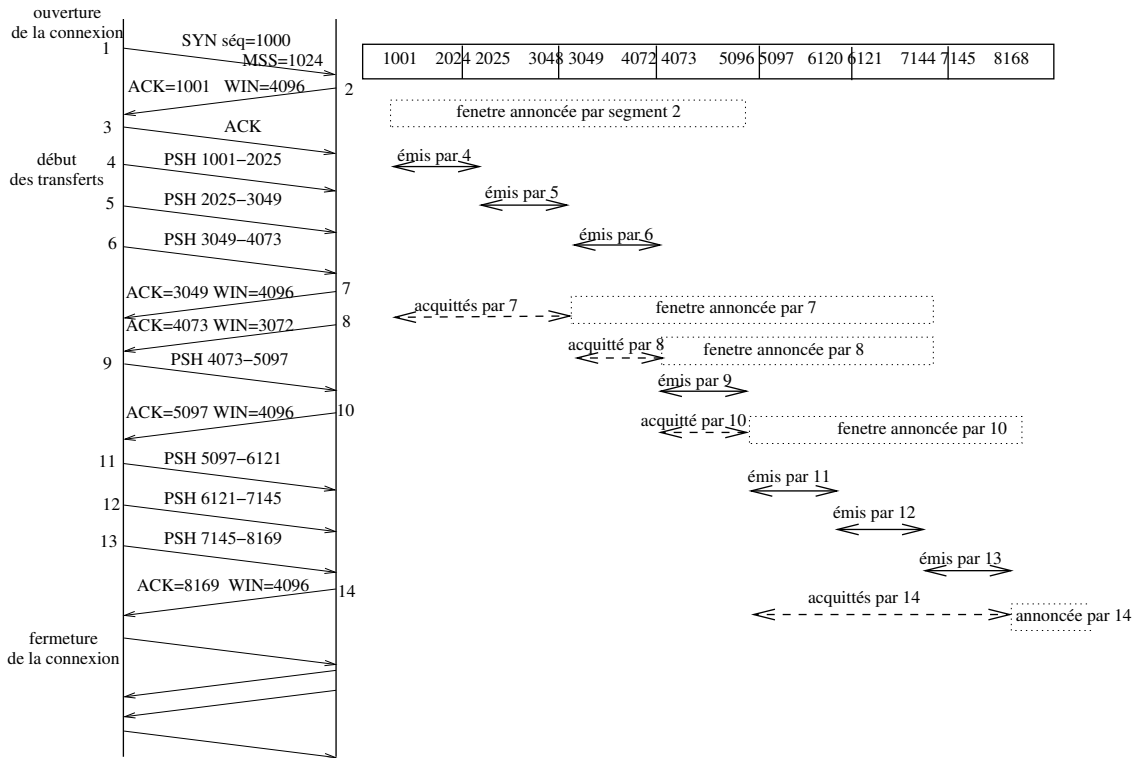 ouverture
de la connexion
1
SYN séq=1000
MSS=1024
1001 2024 2025 3048 3049 4072 4073 5096 5097 6120 6121 7144 7145 8168
ACK=1001 WIN=4096
2
fenetre annoncée par segment 2
3
ACK
début
des transferts
4
PSH 1001−2025
émis par 4
5
PSH 2025−3049
émis par 5
6
PSH 3049−4073
émis par 6
7
ACK=3049 WIN=4096
acquittés par 7
fenetre annoncée par 7
8
ACK=4073 WIN=3072
acquitté par 8
fenetre annoncée par 8
9
PSH 4073−5097
émis par 9
ACK=5097 WIN=4096
10
acquitté par 10
fenetre annoncée par 10
11
PSH 5097−6121
émis par 11
12
PSH 6121−7145
émis par 12
13
PSH 7145−8169
émis par 13
ACK=8169 WIN=4096
14
acquittés par 14
annoncée par 14
fermeture
de la connexion